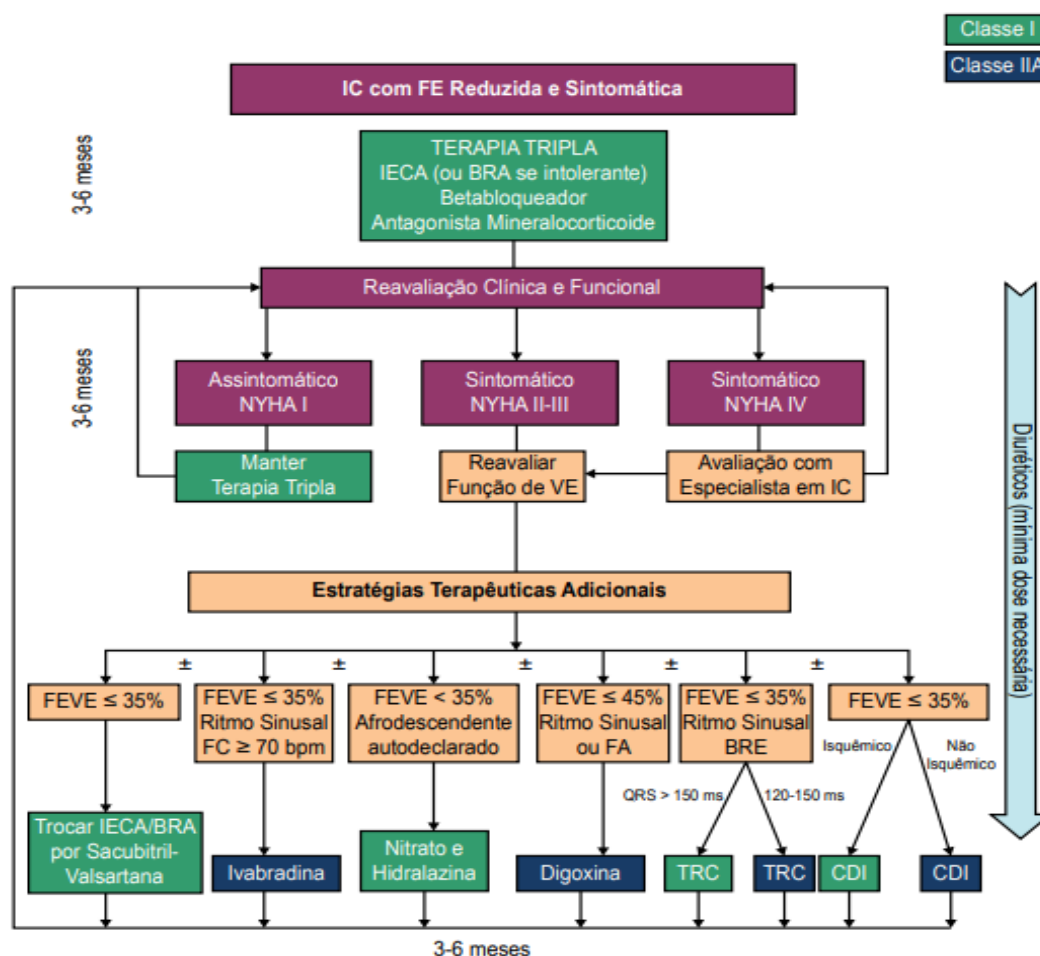 Classe I
Classe IIA
IC com FE Reduzida e Sintomática
3-6 meses
TERAPIA TRIPLA
IECA (ou BRA se intolerante)
Betabloqueador
Antagonista Mineralocorticoide
Reavaliação Clínica e Funcional
3-6 meses
Assintomático
NYHA I
Sintomático
NYHA II-III
Sintomático
NYHA IV
Manter
Terapia Tripla
Reavaliar
Função de VE
Avaliação com
Especialista em IC
Diuréticos (mínima dose necessária)
Estratégias Terapêuticas Adicionais
± ± ± ± ±
FEVE ≤ 35%
FEVE ≤ 35%
Ritmo Sinusal
FC ≥ 70 bpm
FEVE < 35%
Afrodescendente
autodeclarado
FEVE ≤ 45%
Ritmo Sinusal
ou FA
FEVE ≤ 35%
Ritmo Sinusal
BRE
FEVE ≤ 35%
Isquêmico
Não
Isquêmico
QRS > 150 ms
120-150 ms
Trocar IECA/BRA
por Sacubitril-
Valsartana
Ivabradina
Nitrato e
Hidralazina
Digoxina
TRC
TRC
CDI
CDI
3-6 meses